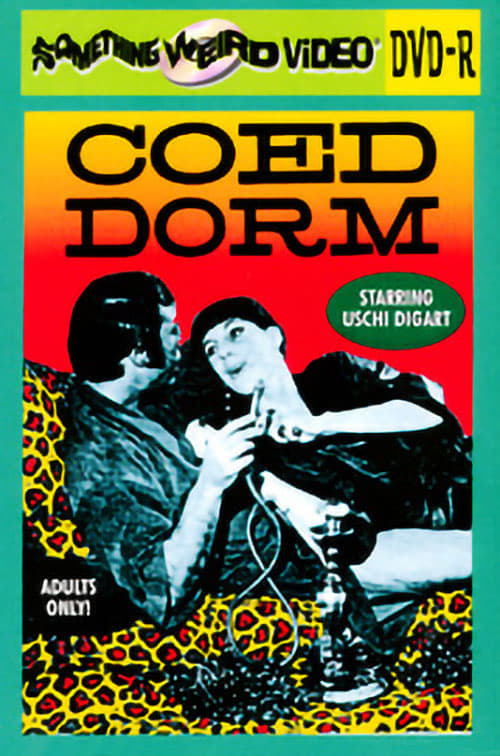 SOMETHING WEIRD VIDEO
DVD-R
COED
DORM
STARRING
USCHI DIGART
ADULTS
ONLY!